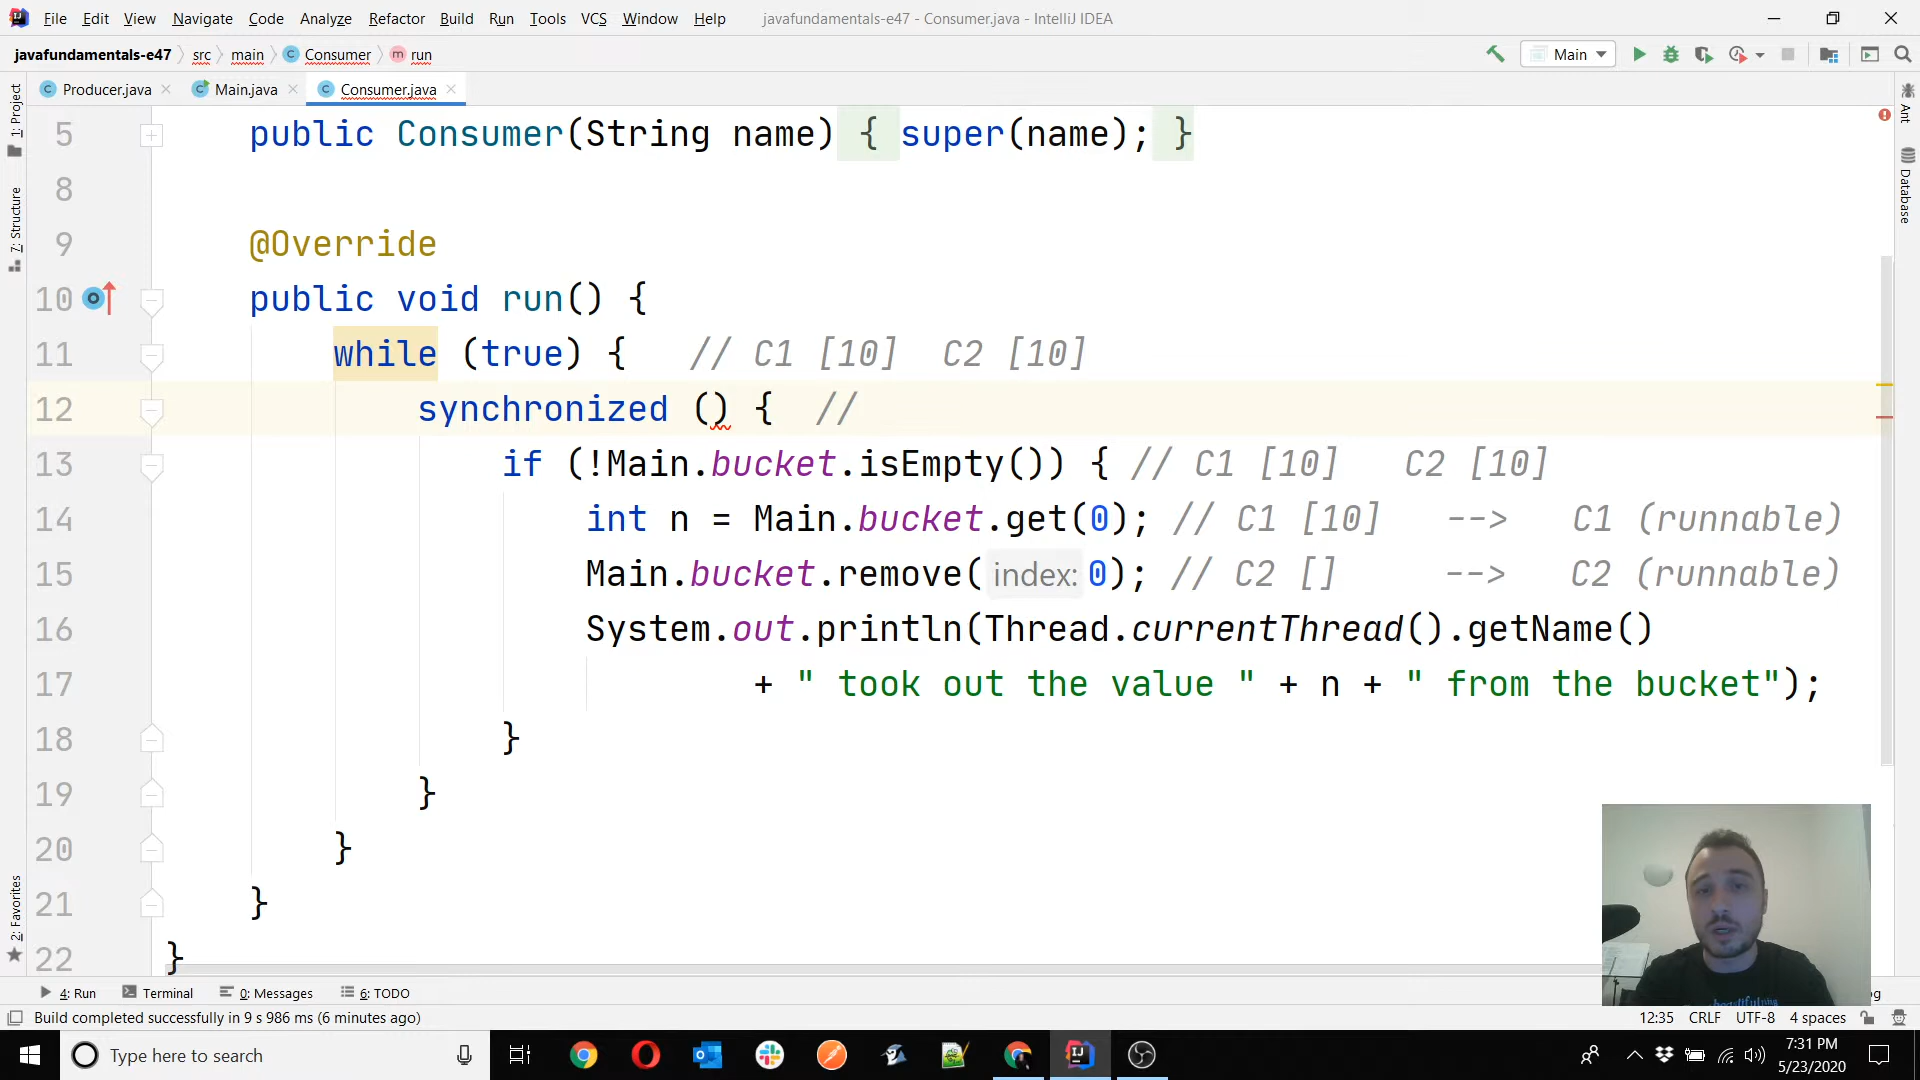 File Edit View Navigate Code Analyze Refactor Build Run Tools VCS Window Help javafundamentals-e47 - Consumer.java - IntelliJ IDEA
javafundamentals-e47 src main Consumer run Main
Producer.java Main.java Consumer.java
1: Project
7: Structure
2: Favorites
Ant
Database
5 public Consumer(String name) { super(name); }
8
9 @Override
10 public void run() {
11 while (true) { // C1 [10] C2 [10]
12 synchronized () { //
13 if (!Main.bucket.isEmpty()) { // C1 [10] C2 [10]
14 int n = Main.bucket.get(0); // C1 [10] --> C1 (runnable)
15 Main.bucket.remove( index: 0); // C2 [] --> C2 (runnable)
16 System.out.println(Thread.currentThread().getName()
17 + " took out the value " + n + " from the bucket");
18 }
19 }
20 }
21 }
22 }
4: Run Terminal 0: Messages 6: TODO
Build completed successfully in 9 s 986 ms (6 minutes ago) 12:35 CRLF UTF-8 4 spaces
Type here to search
7:31 PM
5/23/2020